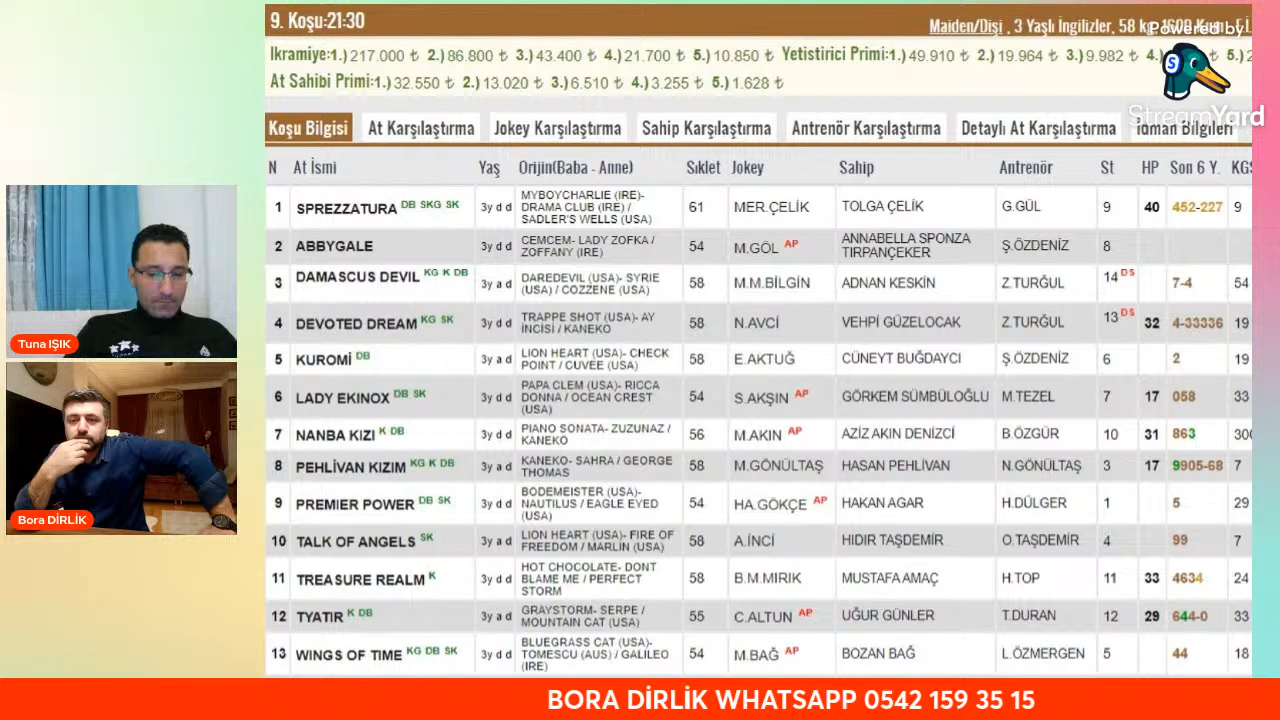 9. Koşu:21:30
Maiden/Dişi , 3 Yaşlı İngilizler, 58 kg
Powered by
StreamYard
İkramiye:1.) 217.000 ₺ 2.) 86.800 ₺ 3.) 43.400 ₺ 4.) 21.700 ₺ 5.) 10.850 ₺ Yetistirici Primi:1.) 49.910 ₺ 2.) 19.964 ₺ 3.) 9.982 ₺ 4.) 5.)
At Sahibi Primi:1.) 32.550 ₺ 2.) 13.020 ₺ 3.) 6.510 ₺ 4.) 3.255 ₺ 5.) 1.628 ₺
Koşu Bilgisi At Karşılaştırma Jokey Karşılaştırma Sahip Karşılaştırma Antrenör Karşılaştırma Detaylı At Karşılaştırma İdman Bilgileri
N At İsmi Yaş Orijin(Baba - Anne) Sıklet Jokey Sahip Antrenör St HP Son 6 Y. KGS
1 SPREZZATURA DB SKG SK 3y d d MYBOYCHARLIE (IRE)- DRAMA CLUB (IRE) / SADLER'S WELLS (USA) 61 MER.ÇELİK TOLGA ÇELİK G.GÜL 9 40 452-227 9
2 ABBYGALE 3y d d CEMCEM- LADY ZOFKA / ZOFFANY (IRE) 54 M.GÖL AP ANNABELLA SPONZA TIRPANÇEKER Ş.ÖZDENİZ 8
3 DAMASCUS DEVIL KG K DB 3y a d DAREDEVIL (USA)- SYRIE (USA) / COZZENE (USA) 58 M.M.BİLGİN ADNAN KESKİN Z.TURĞUL 14 DS 7-4 54
4 DEVOTED DREAM KG SK 3y d d TRAPPE SHOT (USA)- AY İNCİSİ / KANEKO 58 N.AVCİ VEHPİ GÜZELOCAK Z.TURĞUL 13 DS 32 4-33336 19
5 KUROMİ DB 3y a d LION HEART (USA)- CHECK POINT / CUVEE (USA) 58 E.AKTUĞ CÜNEYT BUĞDAYCI Ş.ÖZDENİZ 6 2 19
6 LADY EKINOX DB SK 3y d d PAPA CLEM (USA)- RICCA DONNA / OCEAN CREST (USA) 54 S.AKŞIN AP GÖRKEM SÜMBÜLOĞLU M.TEZEL 7 17 058 33
7 NANBA KIZI K DB 3y d d PIANO SONATA- ZUZUNAZ / KANEKO 56 M.AKIN AP AZİZ AKIN DENİZCİ B.ÖZGÜR 10 31 863 300
8 PEHLİVAN KIZIM KG K DB 3y a d KANEKO- SAHRA / GEORGE THOMAS 58 M.GÖNÜLTAŞ HASAN PEHLİVAN N.GÖNÜLTAŞ 3 17 9905-68 7
9 PREMIER POWER DB SK 3y d d BODEMEISTER (USA)- NAUTILUS / EAGLE EYED (USA) 54 HA.GÖKÇE AP HAKAN AGAR H.DÜLGER 1 5 29
10 TALK OF ANGELS SK 3y a d LION HEART (USA)- FIRE OF FREEDOM / MARLIN (USA) 58 A.İNCİ HIDIR TAŞDEMİR O.TAŞDEMİR 4 99 7
11 TREASURE REALM K 3y d d HOT CHOCOLATE- DONT BLAME ME / PERFECT STORM 58 B.M.MIRIK MUSTAFA AMAÇ H.TOP 11 33 4634 24
12 TYATIR K DB 3y a d GRAYSTORM- SERPE / MOUNTAIN CAT (USA) 55 C.ALTUN AP UĞUR GÜNLER T.DURAN 12 29 644-0 33
13 WINGS OF TIME KG DB SK 3y d d BLUEGRASS CAT (USA)- TOMESCU (AUS) / GALILEO (IRE) 54 M.BAĞ AP BOZAN BAĞ L.ÖZMERGEN 5 44 18
Tuna IŞIK
Bora DİRLİK
BORA DİRLİK WHATSAPP 0542 159 35 15